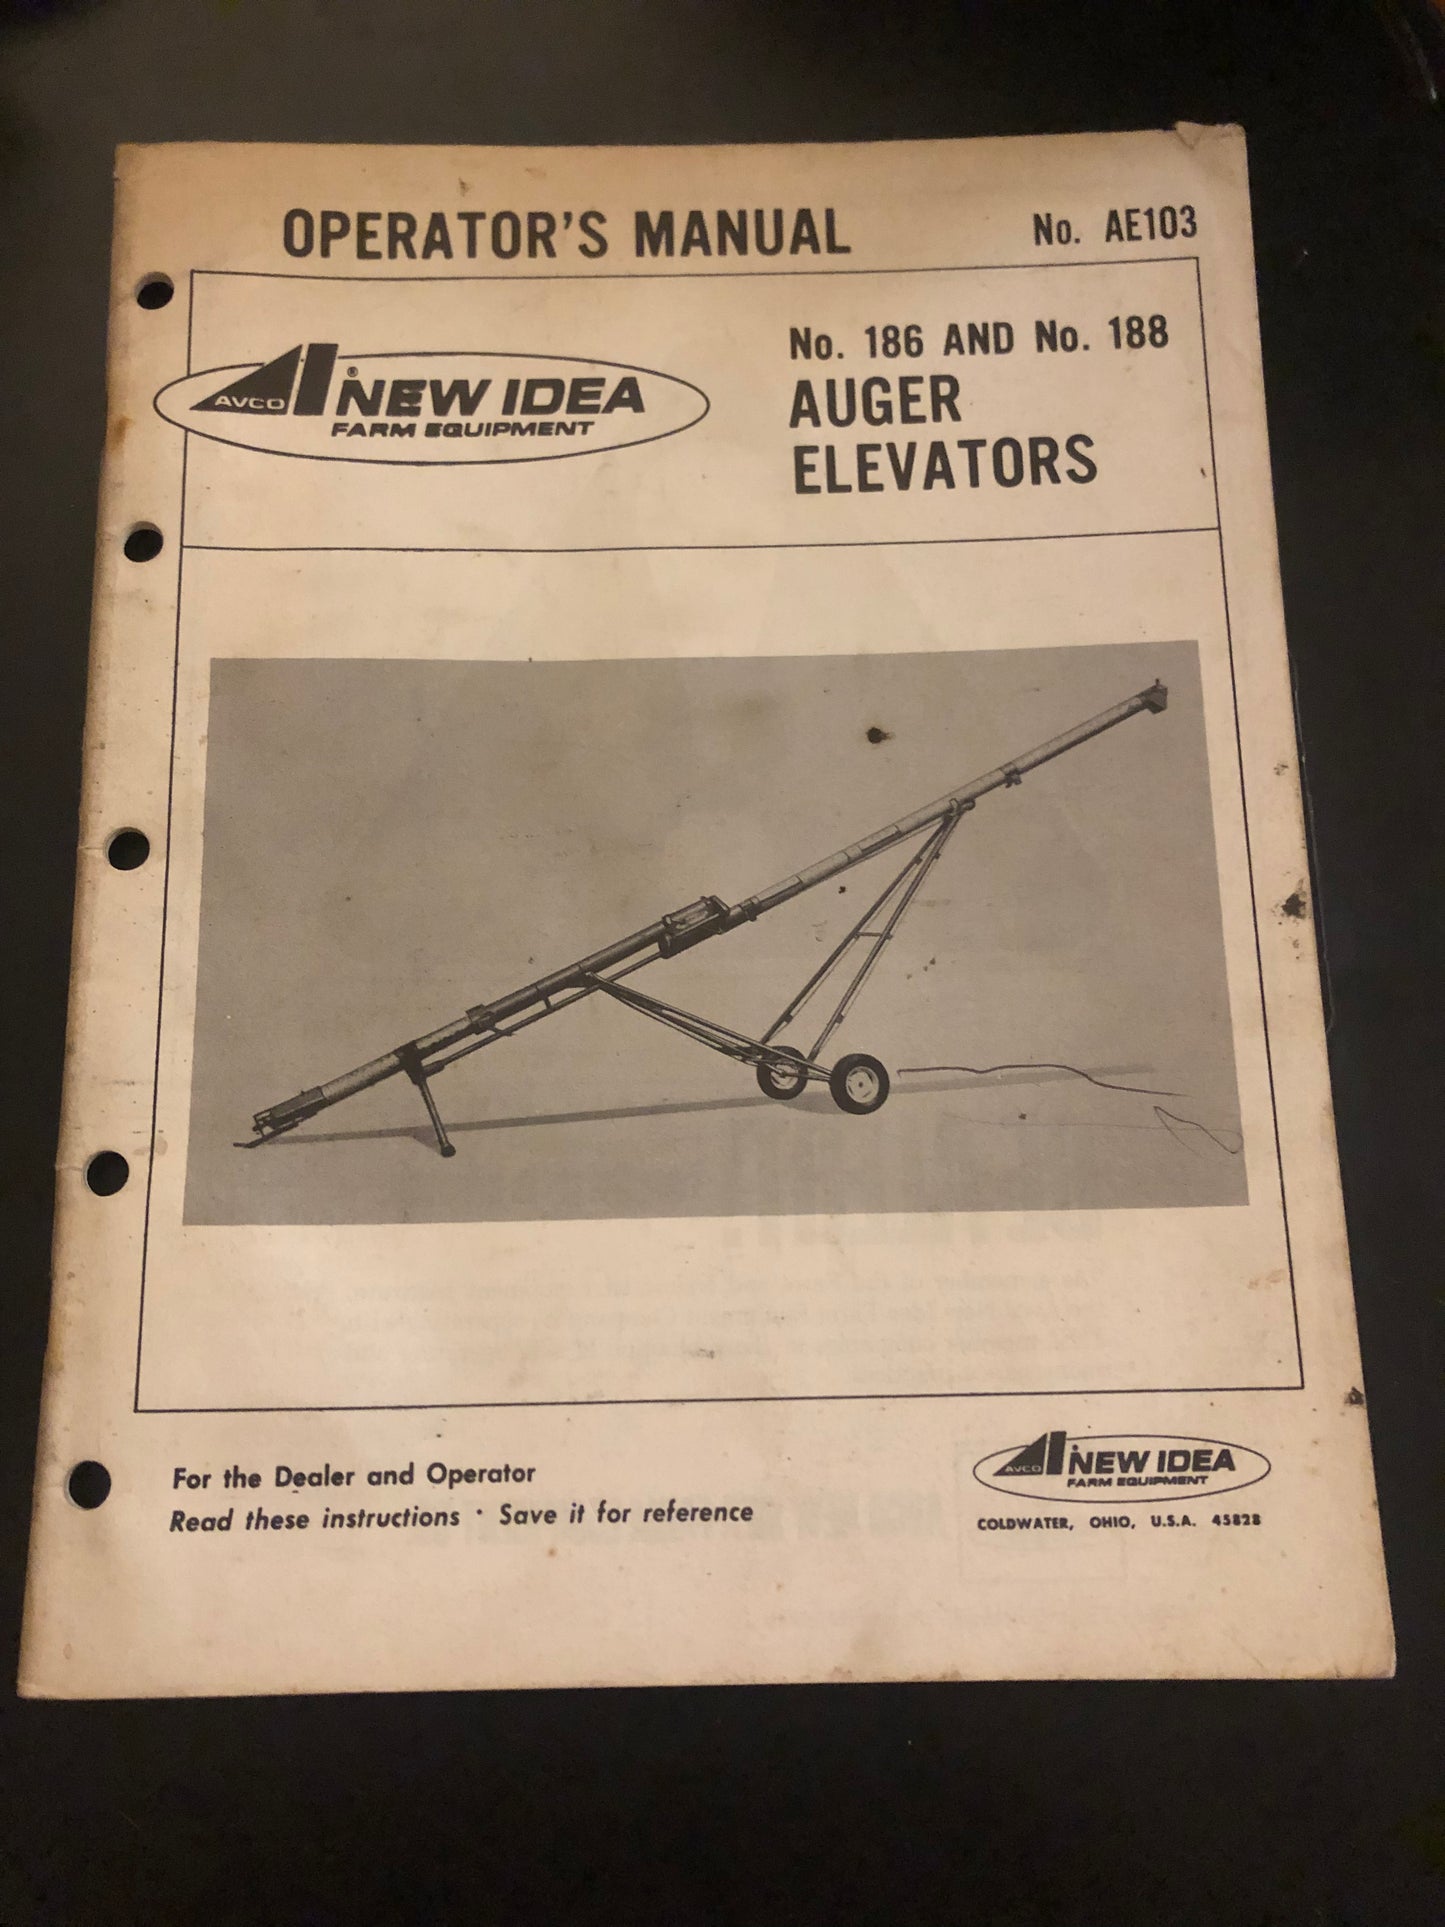 OPERATOR'S MANUAL
No. AE103
AVCO
®
NEW IDEA
FARM EQUIPMENT
No. 186 AND No. 188
AUGER
ELEVATORS
For the Dealer and Operator
Read these instructions · Save it for reference
AVCO
NEW IDEA
FARM EQUIPMENT
COLDWATER, OHIO, U.S.A. 45828